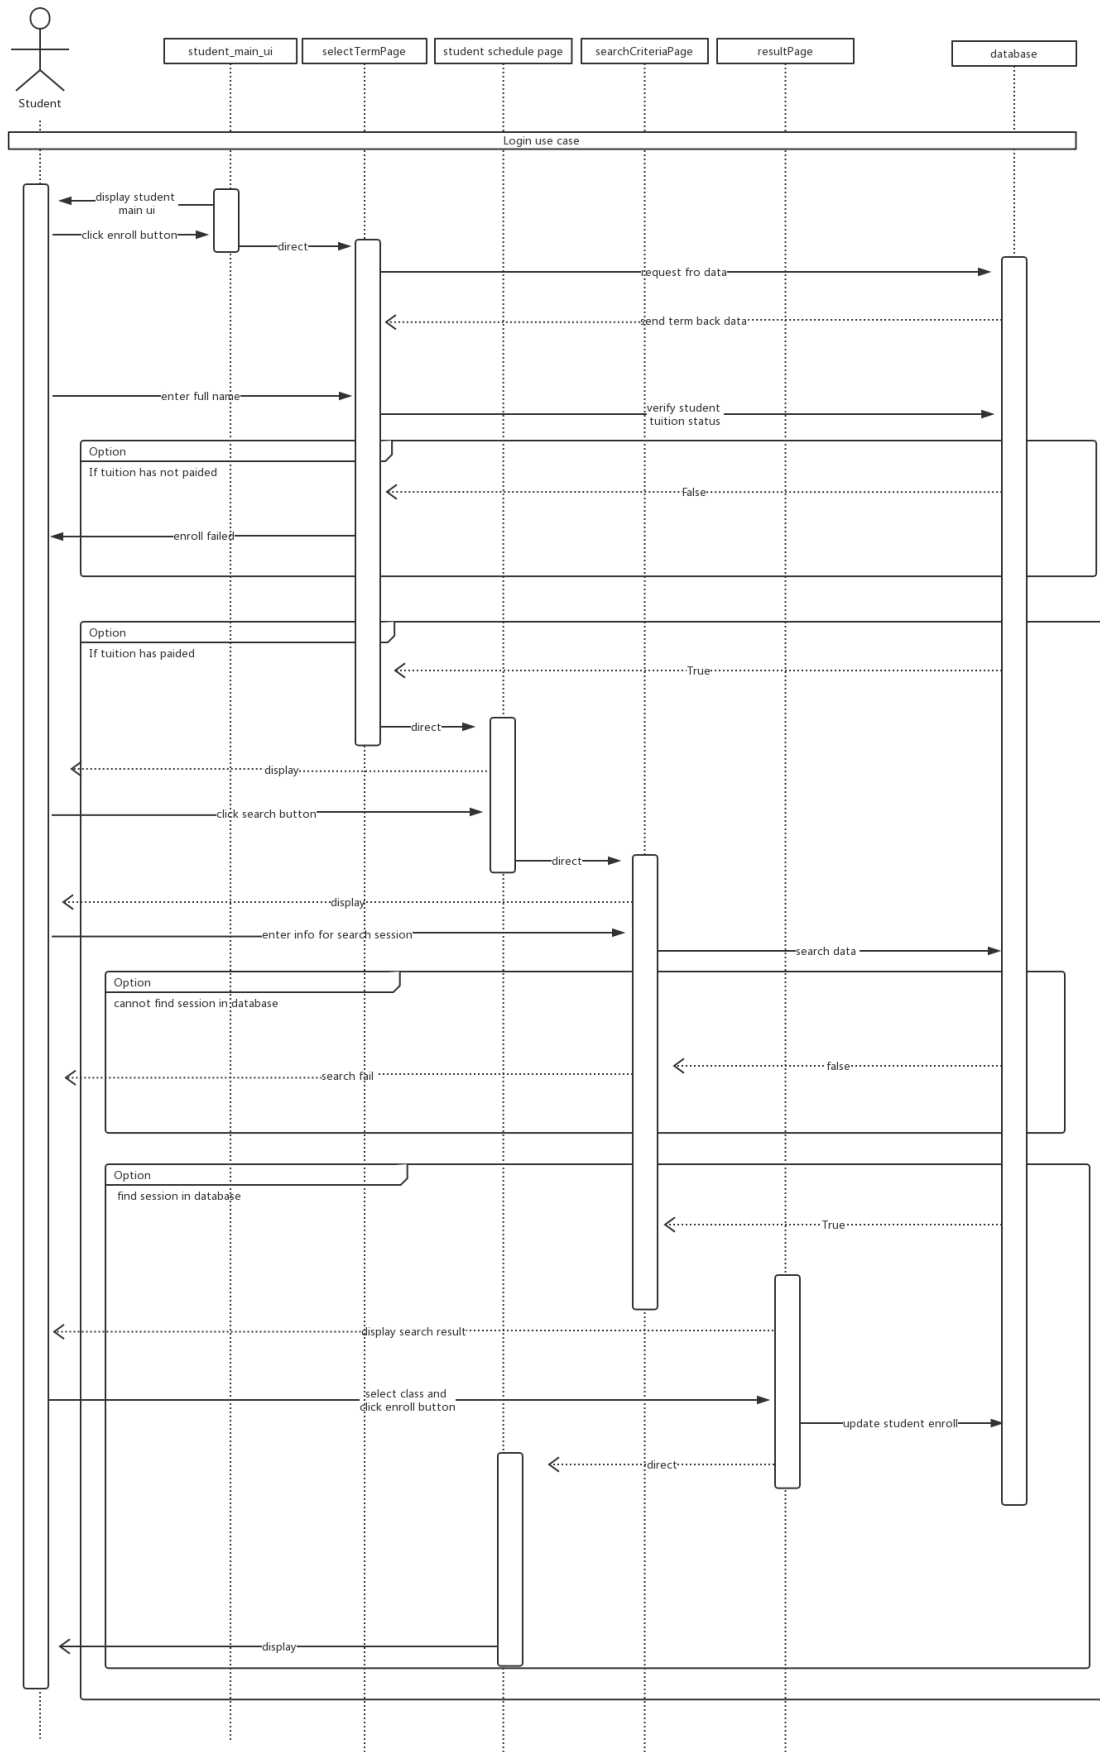 student_main_ui
selectTermPage
student schedule page
searchCriteriaPage
resultPage
database
Student
Login use case
display student
main ui
click enroll button
direct
request fro data
send term back data
enter full name
verify student
tuition status
Option
If tuition has not paided
False
enroll failed
Option
If tuition has paided
True
direct
display
click search button
direct
display
enter info for search session
search data
Option
cannot find session in database
false
search fail
Option
find session in database
True
display search result
select class and
click enroll button
update student enroll
direct
display